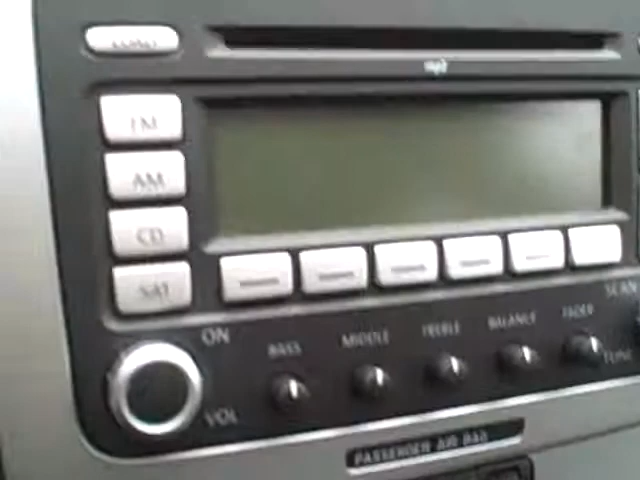 LOAD
mp3
FM
AM
CD
SAT
SCAN
ON
BASS
MIDDLE
TREBLE
BALANCE
FADER
TUNE
VOL
PASSENGER AIR BAG